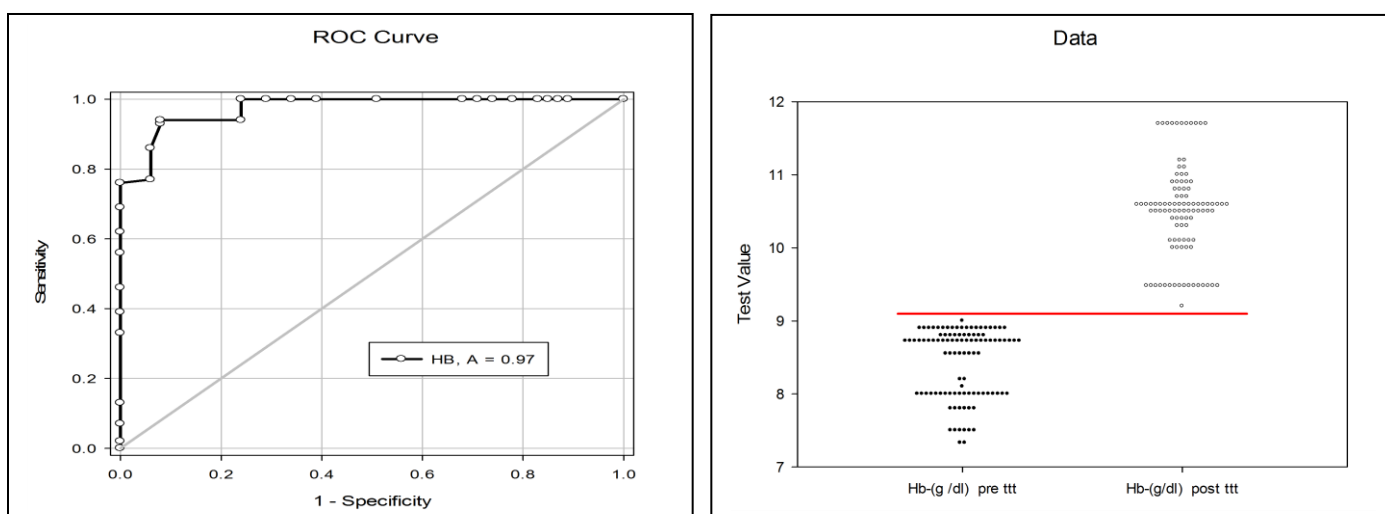 ROC Curve
1.0
0.8
0.6
0.4
0.2
0.0
Sensitivity
HB, A = 0.97
0.0 0.2 0.4 0.6 0.8 1.0
1 - Specificity
Data
12
11
10
9
8
7
Test Value
Hb-(g /dl) pre ttt Hb-(g/dl) post ttt